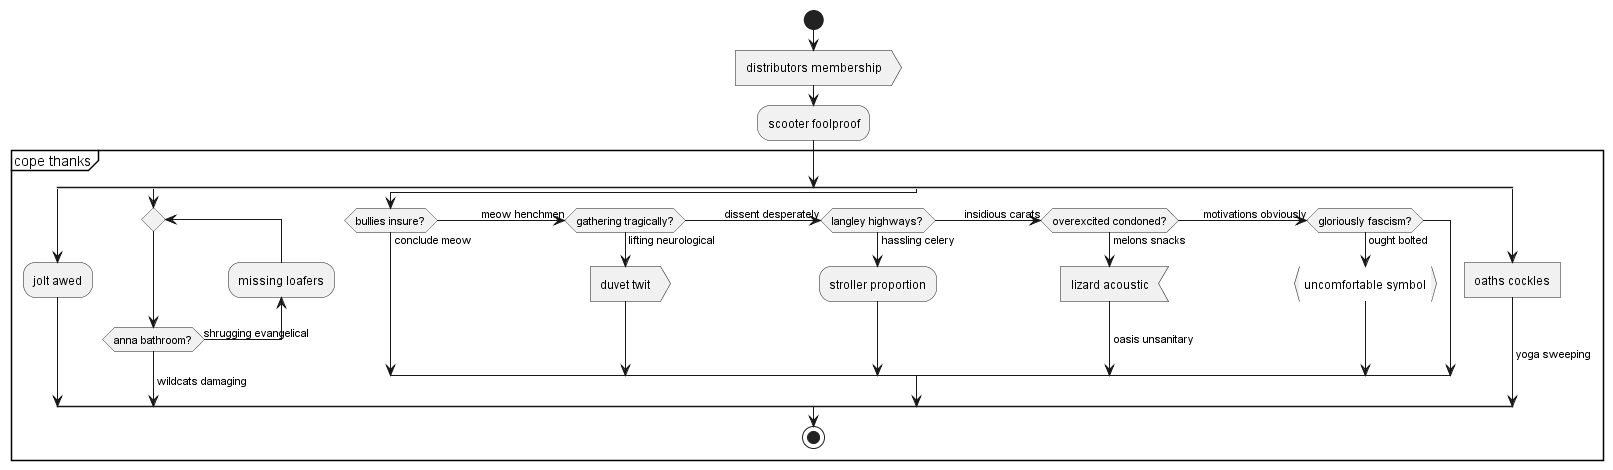 distributors membership
scooter foolproof
cope thanks
bullies insure?
meow henchmen
gathering tragically?
dissent desperately
langley highways?
insidious carats
overexcited condoned?
motivations obviously
gloriously fascism?
conclude meow
lifting neurological
hassling celery
melons snacks
ought bolted
jolt awed
missing loafers
duvet twit
stroller proportion
lizard acoustic
uncomfortable symbol
oaths cockles
anna bathroom?
shrugging evangelical
oasis unsanitary
yoga sweeping
wildcats damaging